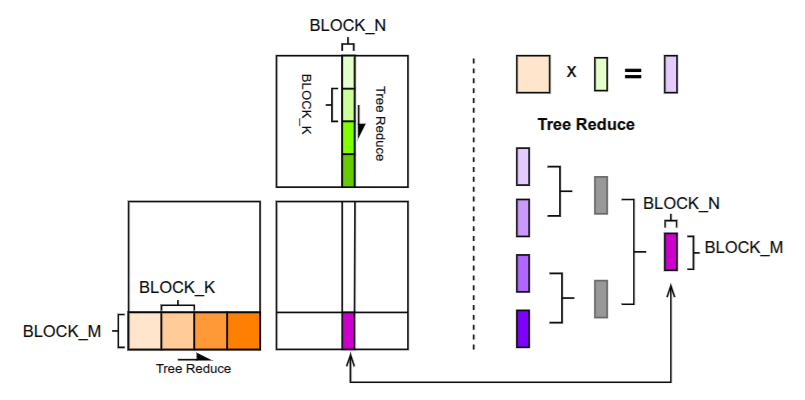 BLOCK_N
BLOCK_K
Tree Reduce
BLOCK_K
BLOCK_M
Tree Reduce
x =
Tree Reduce
BLOCK_N
BLOCK_M